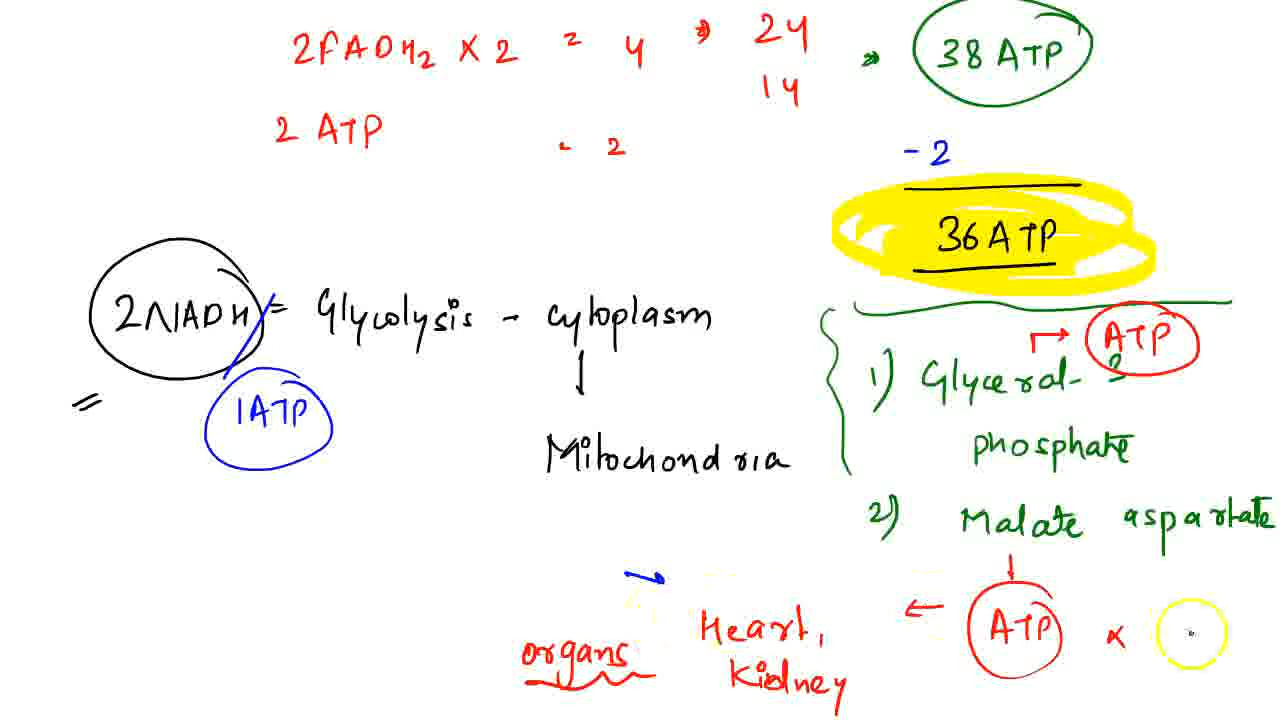 2FADH2 × 2 = 4 ⇒ 24 ⇒ 38 ATP
14
2 ATP = 2
- 2
36 ATP
2NADH = Glycolysis - cytoplasm
ATP
1) Glyceral-3
phosphate
= 1ATP
Mitochondria
2) Malate aspartate
→ Heart, ← ATP ×
organs Kidney